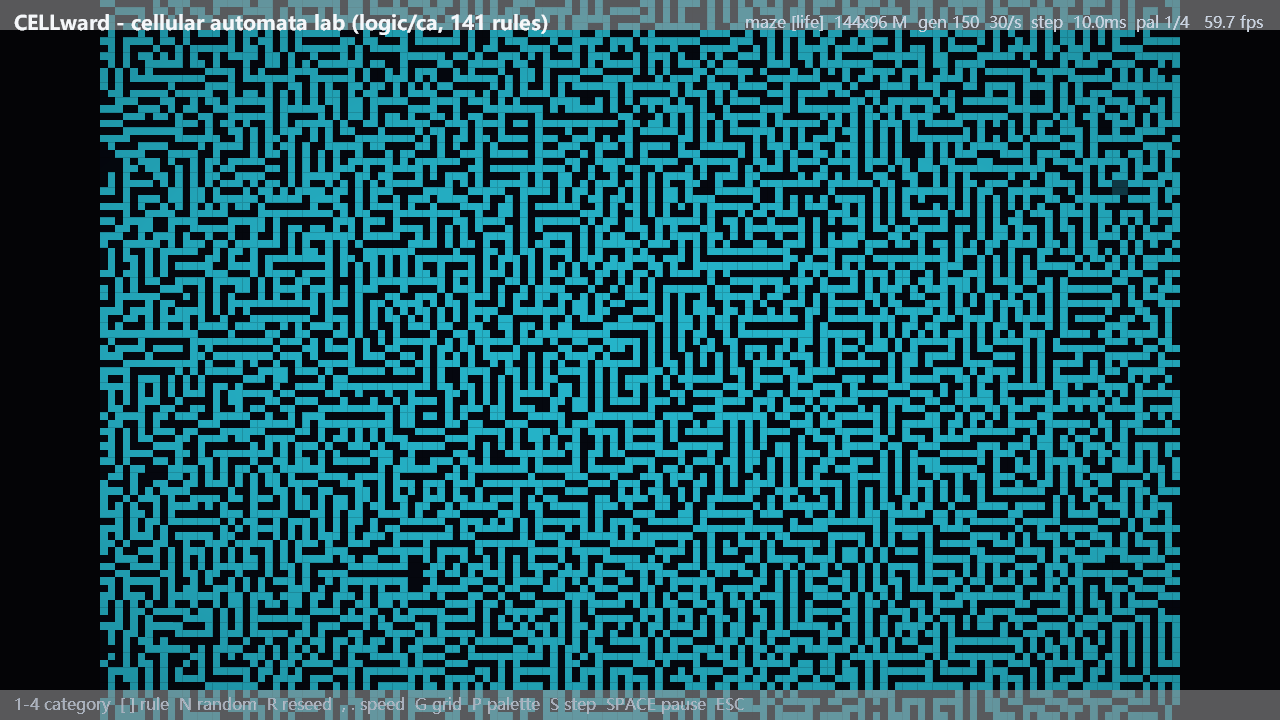 CELLward - cellular automata lab (logic/ca, 141 rules)
maze [life]  144x96 M  gen 150  30/s  step  10.0ms  pal 1/4  59.7 fps
1-4 category  [ ] rule  N random  R reseed  , . speed  G grid  P palette  S step  SPACE pause  ESC